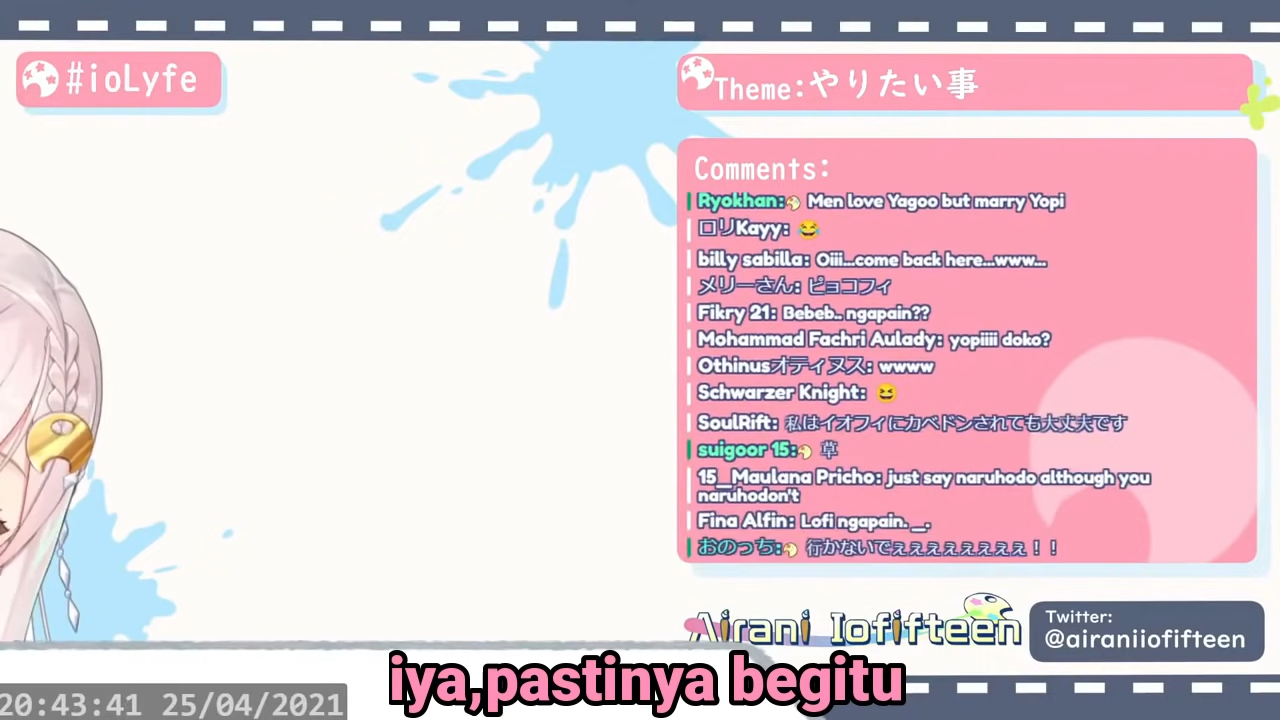 #ioLyfe
Theme:やりたい事
Comments:
Ryokhan: Men love Yagoo but marry Yopi
ロリKayy: 😂
billy sabilla: Oiii...come back here...www...
メリーさん: ピョコフィ
Fikry 21: Bebeb.. ngapain??
Mohammad Fachri Aulady: yopiiii doko?
Othinusオティヌス: wwww
Schwarzer Knight: 😆
SoulRift: 私はイオフィにカベドンされても大丈夫です
suigoor 15: 草
15_Maulana Pricho: just say naruhodo although you
naruhodon't
Fina Alfin: Lofi ngapain. _.
おのっち: 行かないでぇぇぇぇぇぇぇぇ！！
Airani Iofifteen
Twitter:
@airaniiofifteen
iya,pastinya begitu
20:43:41 25/04/2021